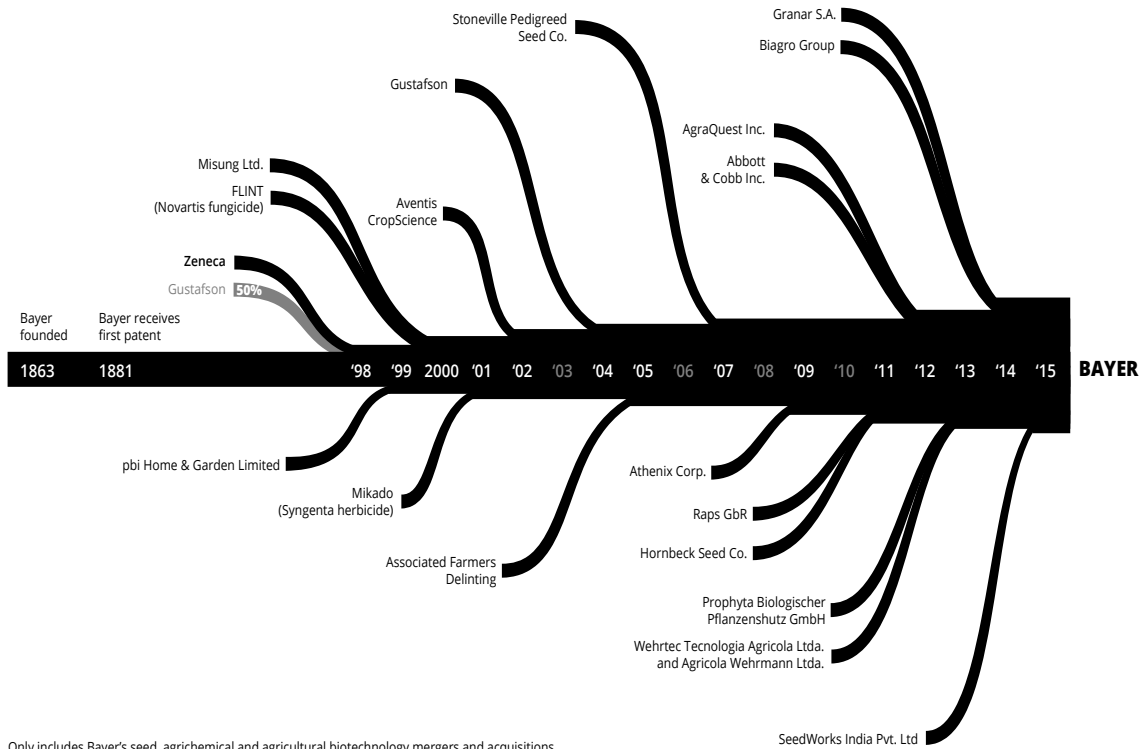 Stoneville Pedigreed
Seed Co.
Granar S.A.
Biagro Group
Gustafson
AgraQuest Inc.
Abbott
& Cobb Inc.
Misung Ltd.
FLINT
(Novartis fungicide)
Aventis
CropScience
Zeneca
Gustafson
50%
Bayer
founded
Bayer receives
first patent
1863 1881 ‘98 ‘99 2000 ‘01 ‘02 ‘03 ‘04 ‘05 ‘06 ‘07 ‘08 ‘09 ‘10 ‘11 ‘12 ‘13 ‘14 ‘15 BAYER
pbi Home & Garden Limited
Mikado
(Syngenta herbicide)
Associated Farmers
Delinting
Athenix Corp.
Raps GbR
Hornbeck Seed Co.
Prophyta Biologischer
Pflanzenshutz GmbH
Wehrtec Tecnologia Agricola Ltda.
and Agricola Wehrmann Ltda.
SeedWorks India Pvt. Ltd
Only includes Bayer’s seed, agrichemical and agricultural biotechnology mergers and acquisitions